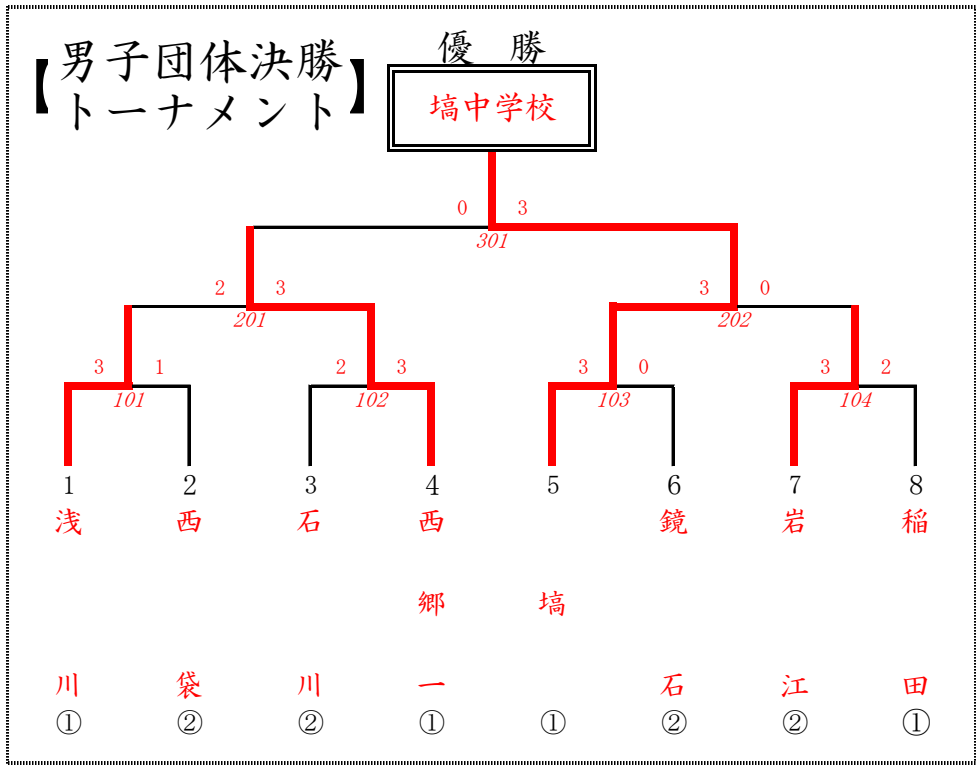 【男子団体決勝トーナメント】
優 勝
塙中学校
0 3
301
2 3
3 0
201
202
3 1
2 3
3 0
3 2
101
102
103
104
1 2 3 4 5 6 7 8
浅川
西袋
石川
西郷一
塙
鏡石
岩江
稲田
① ② ② ① ① ② ② ①